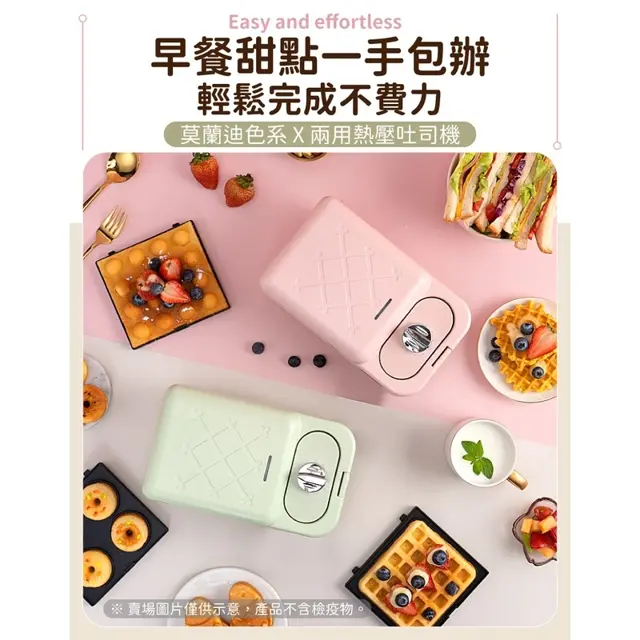 Easy and effortless
早餐甜點一手包辦
輕鬆完成不費力
莫蘭迪色系 X 兩用熱壓吐司機
※ 賣場圖片僅供示意，產品不含檢疫物。